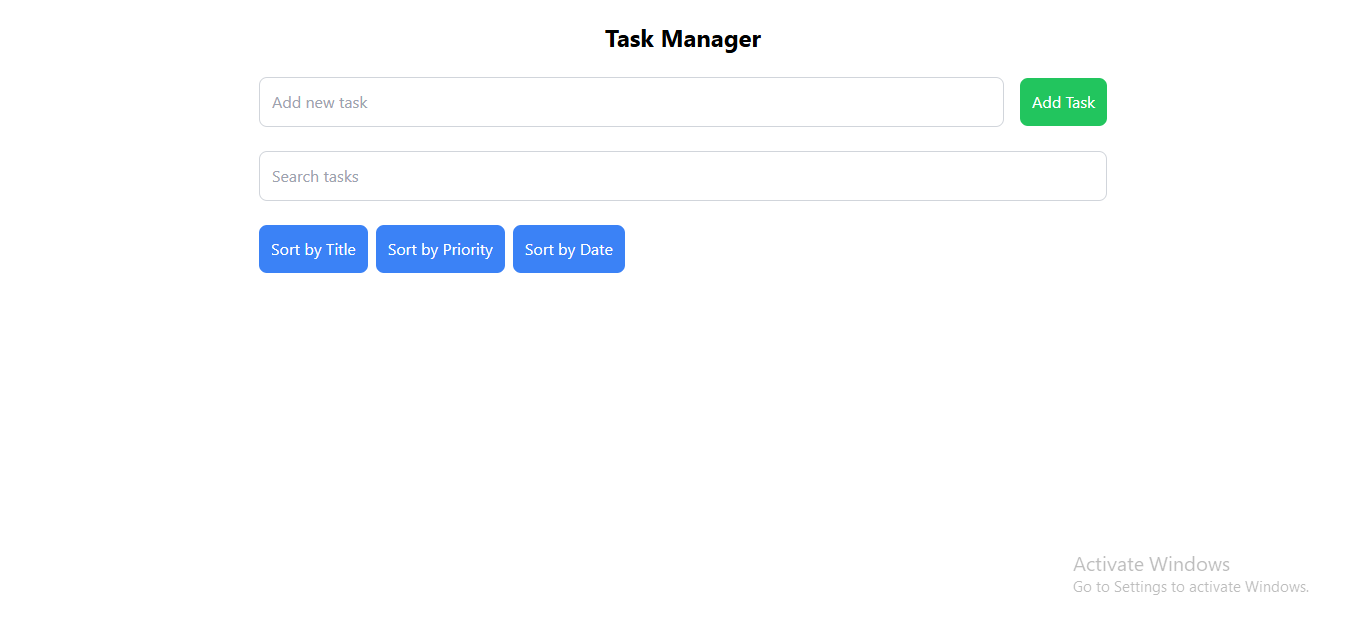 Task Manager
Add new task
Add Task
Search tasks
Sort by Title
Sort by Priority
Sort by Date
Activate Windows
Go to Settings to activate Windows.